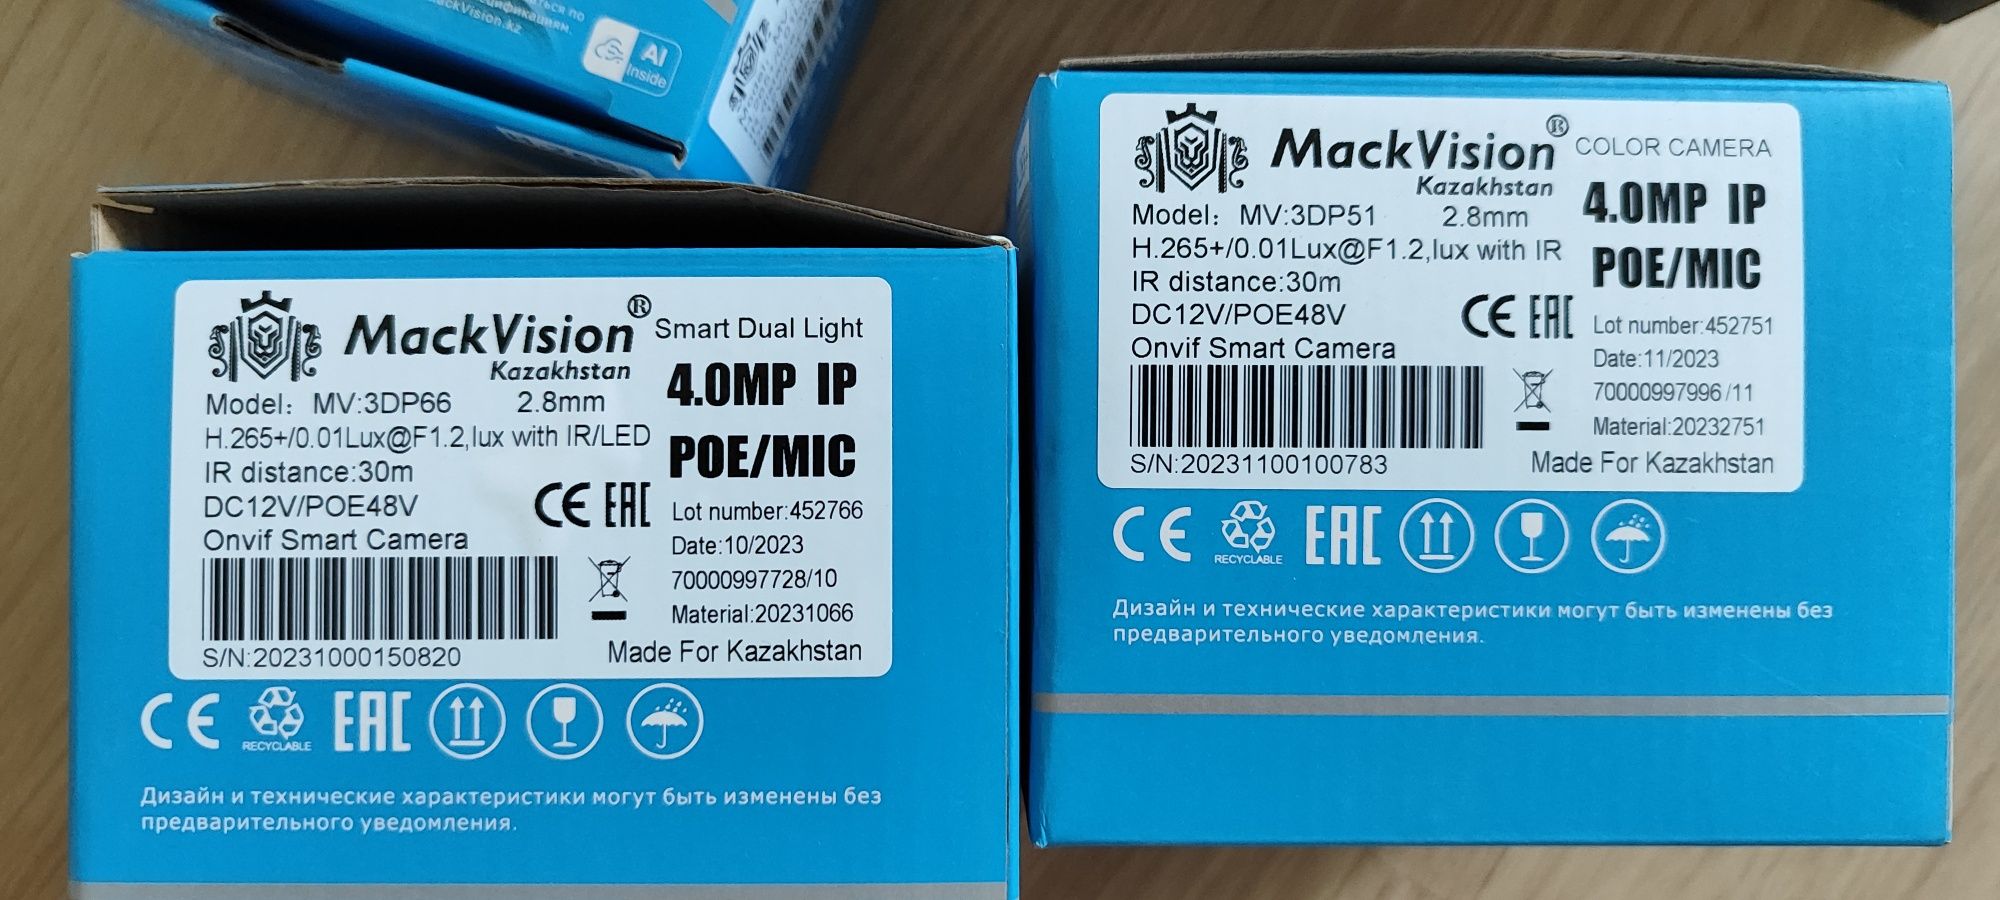 MackVision.kz
AI
Inside
MackVision®
Kazakhstan
Smart Dual Light
Model: MV:3DP66 2.8mm
4.0MP IP
H.265+/0.01Lux@F1.2,lux with IR/LED
POE/MIC
IR distance:30m
DC12V/POE48V
CE EAC
Lot number:452766
Onvif Smart Camera
Date:10/2023
70000997728/10
Material:20231066
S/N:20231000150820
Made For Kazakhstan
CE
RECYCLABLE
EAC
Дизайн и технические характеристики могут быть изменены без
предварительного уведомления.
MackVision®
Kazakhstan
COLOR CAMERA
Model: MV:3DP51 2.8mm
4.0MP IP
H.265+/0.01Lux@F1.2,lux with IR
POE/MIC
IR distance:30m
DC12V/POE48V
CE EAC
Lot number:452751
Onvif Smart Camera
Date:11/2023
70000997996/11
Material:20232751
S/N:20231100100783
Made For Kazakhstan
CE
RECYCLABLE
EAC
Дизайн и технические характеристики могут быть изменены без
предварительного уведомления.